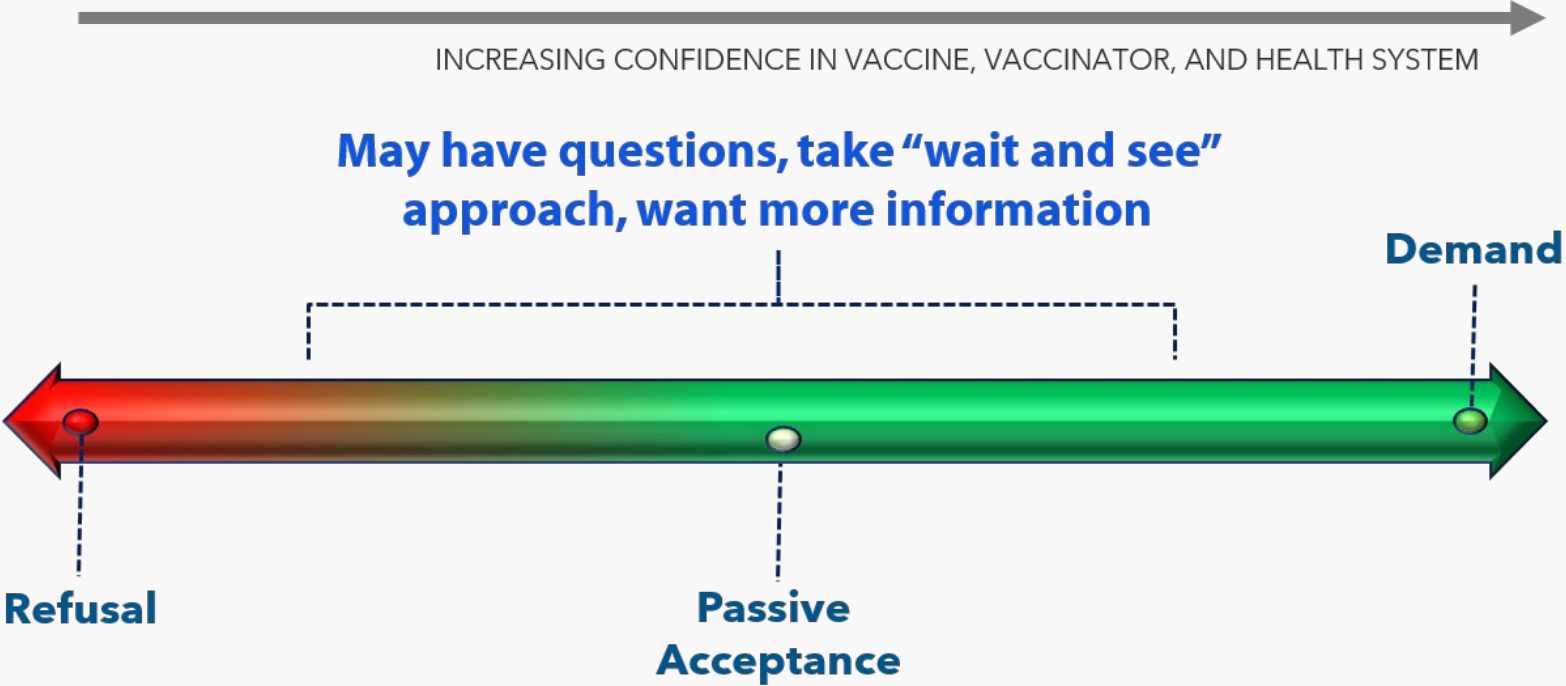 INCREASING CONFIDENCE IN VACCINE, VACCINATOR, AND HEALTH SYSTEM
May have questions, take “wait and see”
approach, want more information
Demand
Refusal
Passive
Acceptance